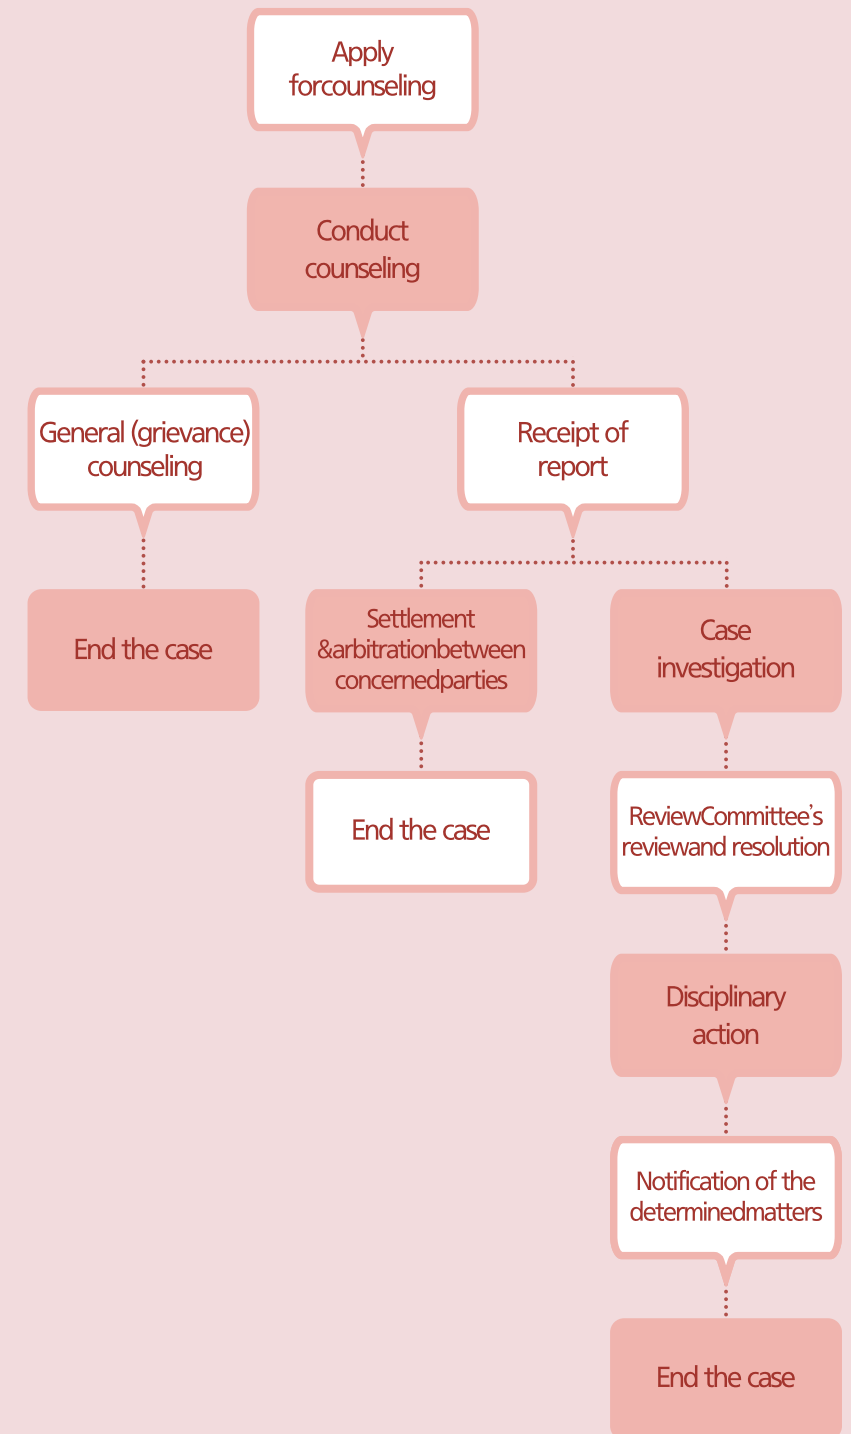 Apply
forcounseling
Conduct
counseling
General (grievance)
counseling
Receipt of
report
End the case
Settlement
&arbitrationbetween
concernedparties
Case
investigation
End the case
ReviewCommittee's
reviewand resolution
Disciplinary
action
Notification of the
determinedmatters
End the case